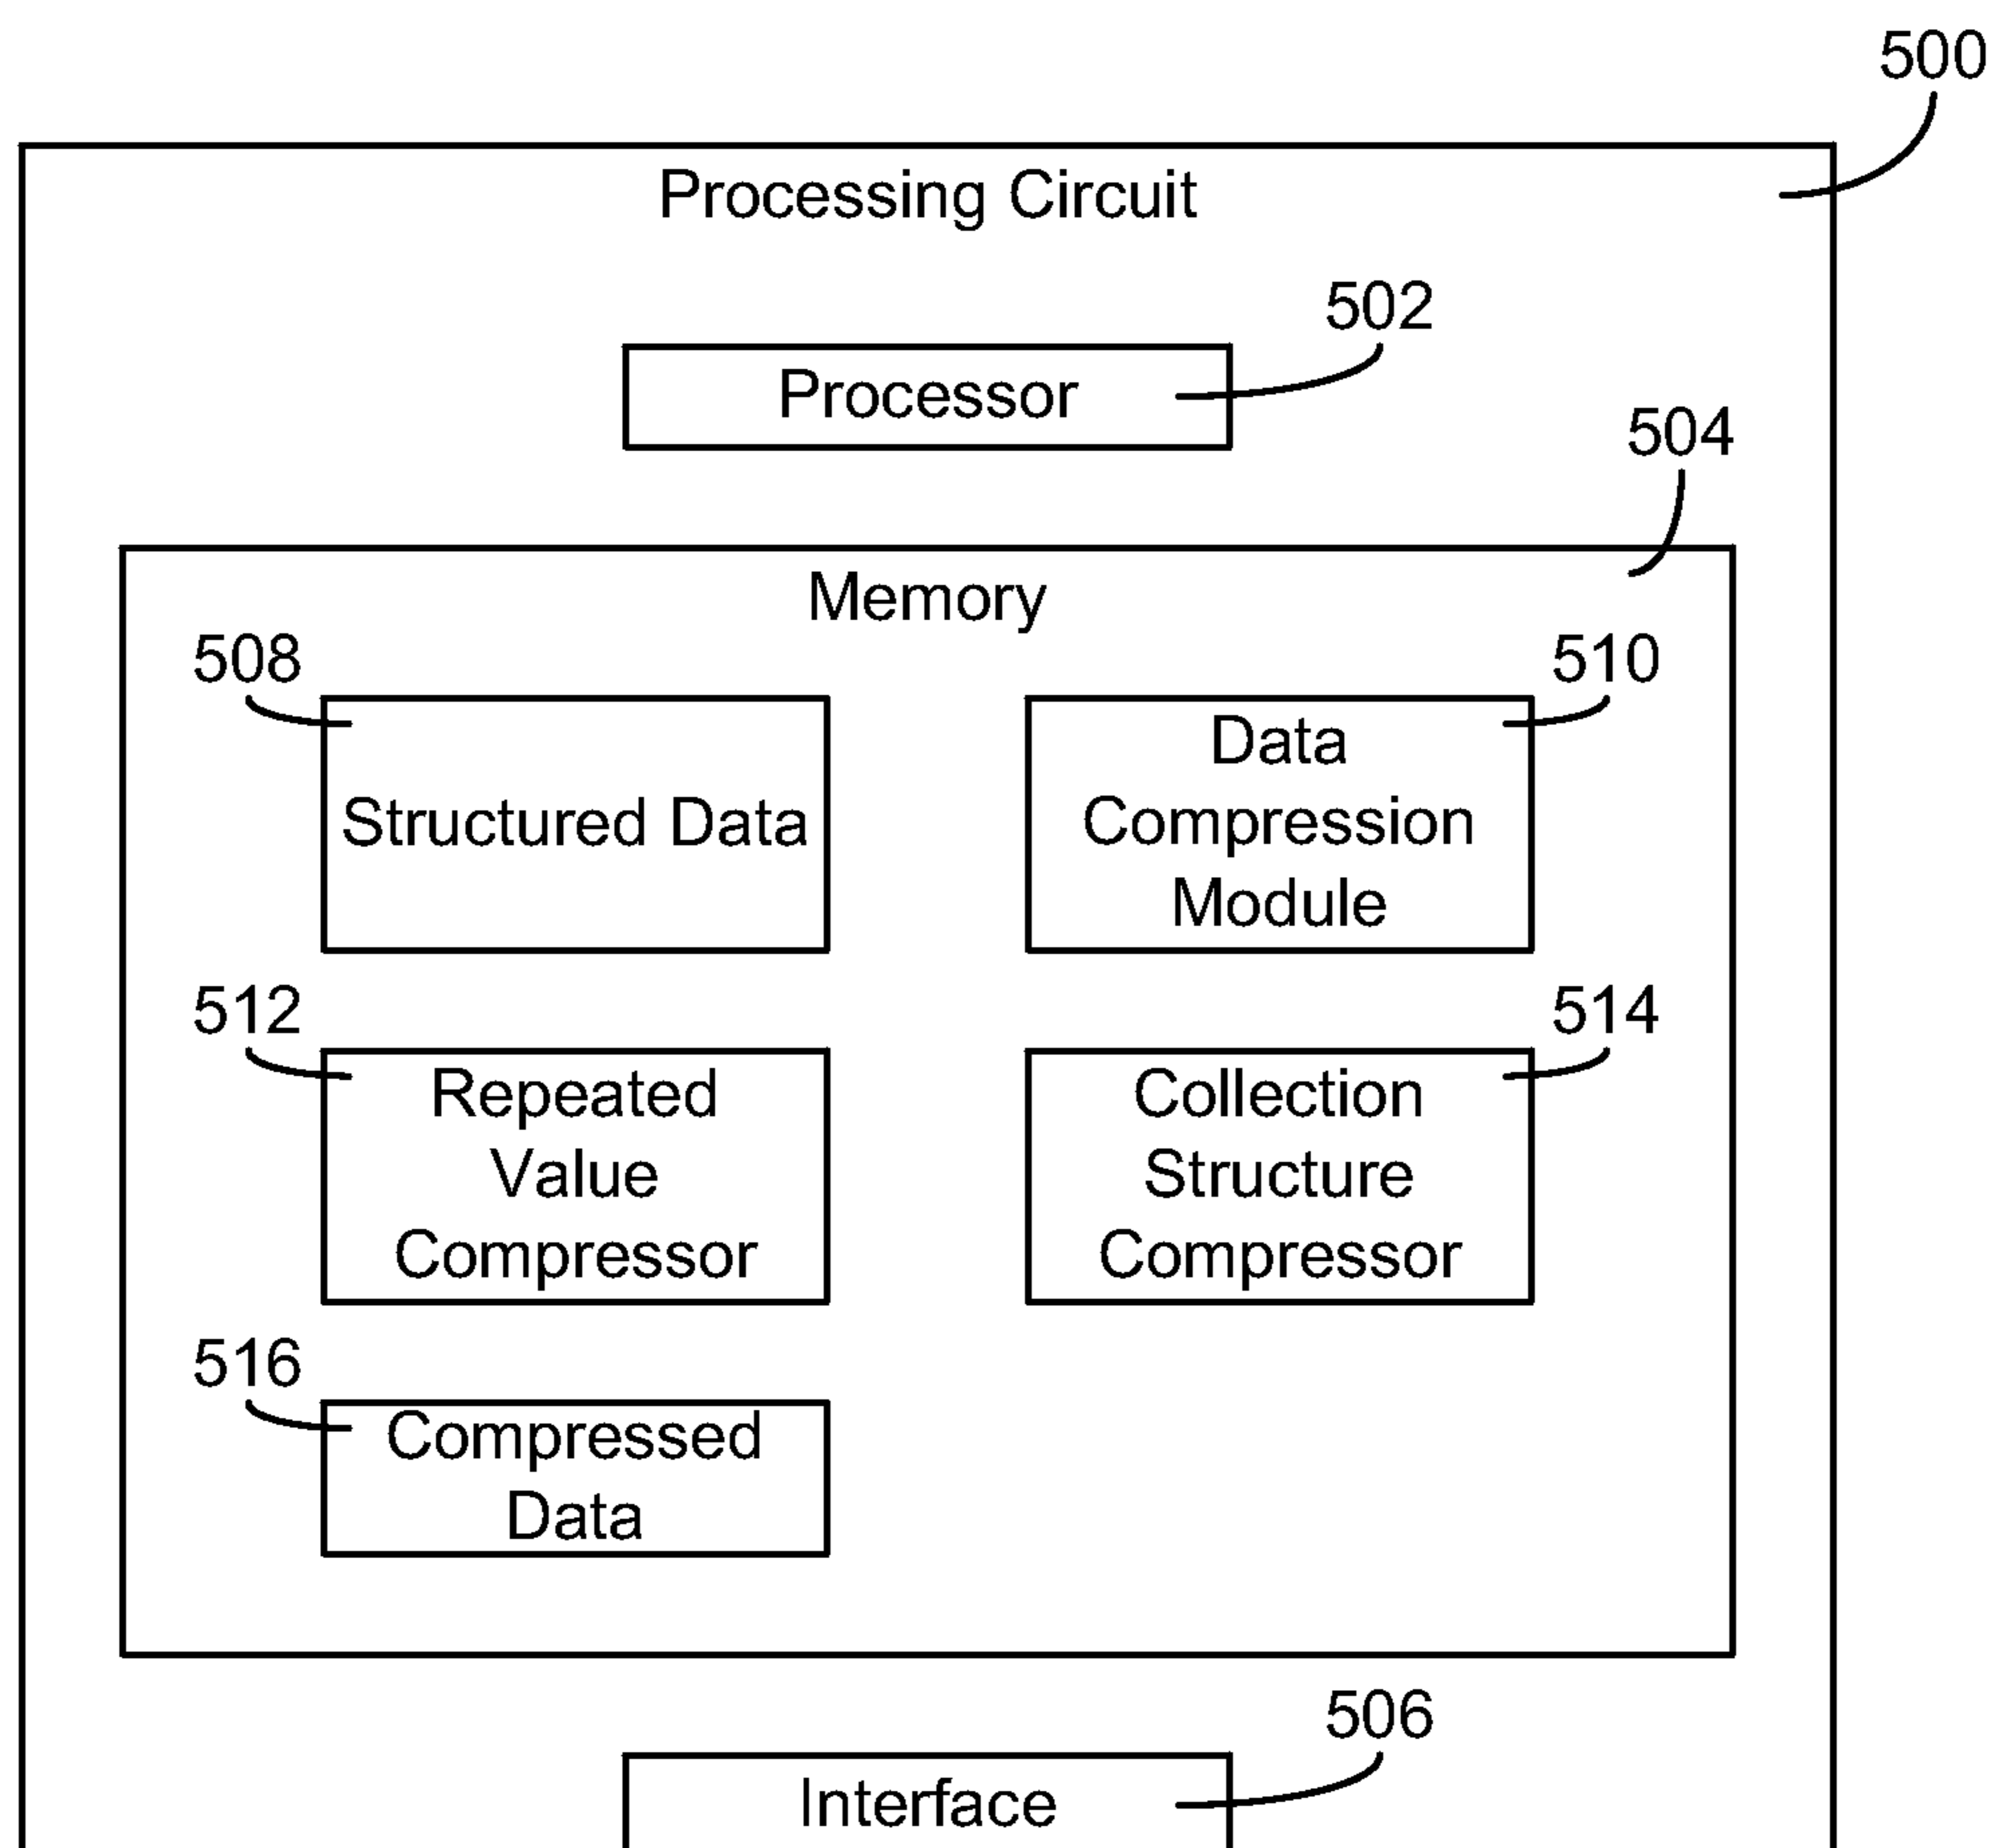 500
Processing Circuit
502
Processor
504
Memory
508
510
Structured Data
Data
Compression
Module
512
514
Repeated
Value
Compressor
Collection
Structure
Compressor
516
Compressed
Data
506
Interface